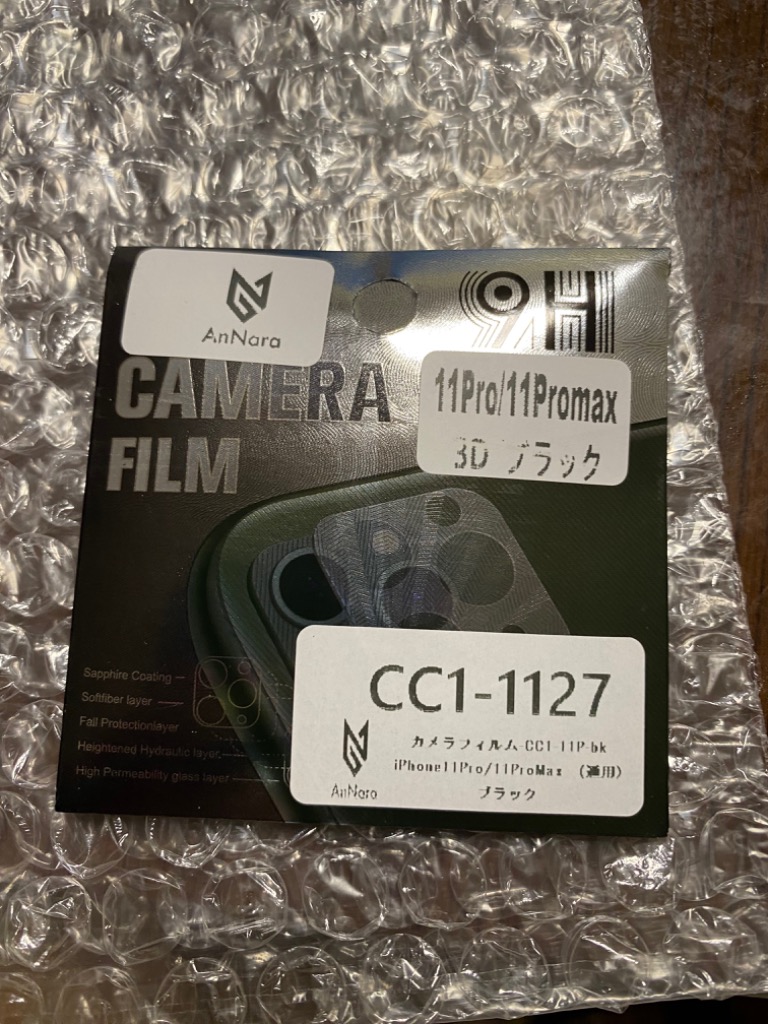 AnNara
9H
CAMERA
FILM
11Pro/11Promax
3D ブラック
Sapphire Coating
Softfiber layer
Fall Protectionlayer
Heightened Hydraulic layer
High Permeability glass layer
CC1-1127
カメラフィルム-CC1-11P-bk
iPhone11Pro/11ProMax （通用）
ブラック
AnNara